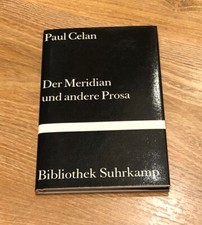 Paul Celan
Der Meridian
und andere Prosa
Bibliothek Suhrkamp